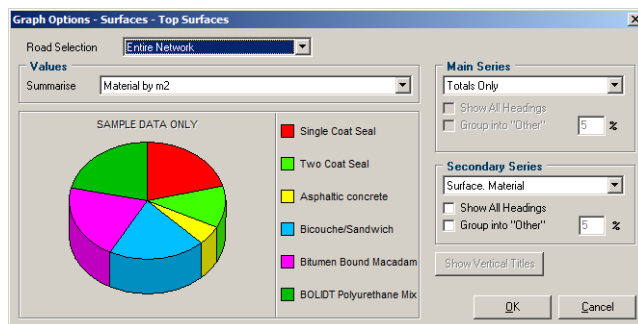 Graph Options - Surfaces - Top Surfaces
Road Selection Entire Network
Values
Summarise Material by m2
SAMPLE DATA ONLY
Single Coat Seal
Two Coat Seal
Asphaltic concrete
Bicouche/Sandwich
Bitumen Bound Macadam
BOLIDT Polyurethane Mix
Main Series
Totals Only
Show All Headings
Group into "Other" 5 %
Secondary Series
Surface. Material
Show All Headings
Group into "Other" 5 %
Show Vertical Titles
OK Cancel